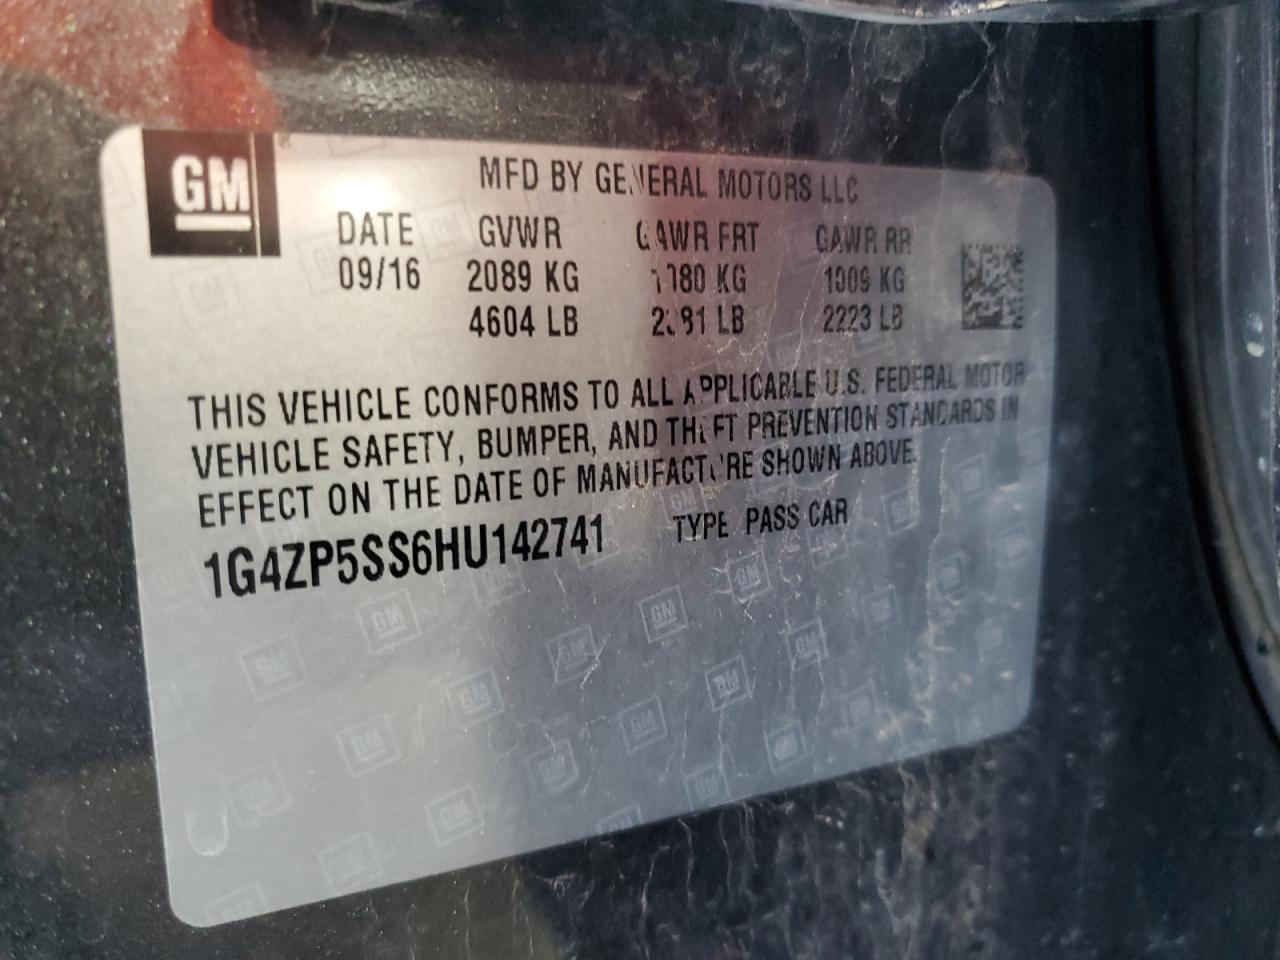 GM
MFD BY GENERAL MOTORS LLC
DATE GVWR GAWR FRT GAWR RR
09/16 2089 KG 1080 KG 1009 KG
4604 LB 2381 LB 2223 LB
THIS VEHICLE CONFORMS TO ALL APPLICABLE U.S. FEDERAL MOTOR
VEHICLE SAFETY, BUMPER, AND THEFT PREVENTION STANDARDS IN
EFFECT ON THE DATE OF MANUFACTURE SHOWN ABOVE.
1G4ZP5SS6HU142741 TYPE PASS CAR